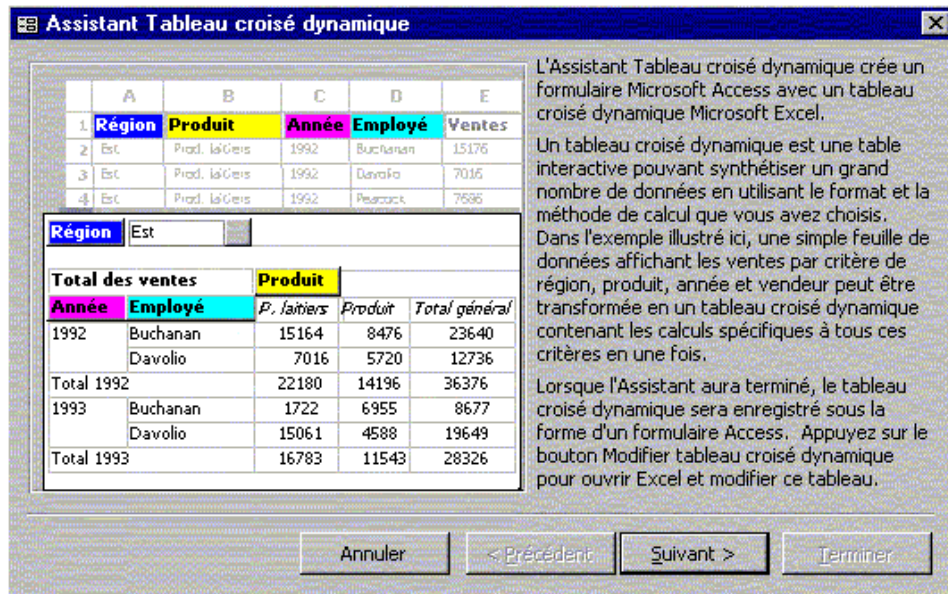 Assistant Tableau croisé dynamique
A B C D E
1 Région Produit Année Employé Ventes
2 Est Prod. laitiers 1992 Buchanan 15176
3 Est Prod. laitiers 1992 Davolio 7016
4 Est Prod. laitiers 1992 Peacock 7686
Région Est
Total des ventes Produit
Année Employé P. laitiers Produit Total général
1992 Buchanan 15164 8476 23640
Davolio 7016 5720 12736
Total 1992 22180 14196 36376
1993 Buchanan 1722 6955 8677
Davolio 15061 4588 19649
Total 1993 16783 11543 28326
L'Assistant Tableau croisé dynamique crée un
formulaire Microsoft Access avec un tableau
croisé dynamique Microsoft Excel.
Un tableau croisé dynamique est une table
interactive pouvant synthétiser un grand
nombre de données en utilisant le format et la
méthode de calcul que vous avez choisis.
Dans l'exemple illustré ici, une simple feuille de
données affichant les ventes par critère de
région, produit, année et vendeur peut être
transformée en un tableau croisé dynamique
contenant les calculs spécifiques à tous ces
critères en une fois.
Lorsque l'Assistant aura terminé, le tableau
croisé dynamique sera enregistré sous la
forme d'un formulaire Access. Appuyez sur le
bouton Modifier tableau croisé dynamique
pour ouvrir Excel et modifier ce tableau.
Annuler < Précédent Suivant > Terminer